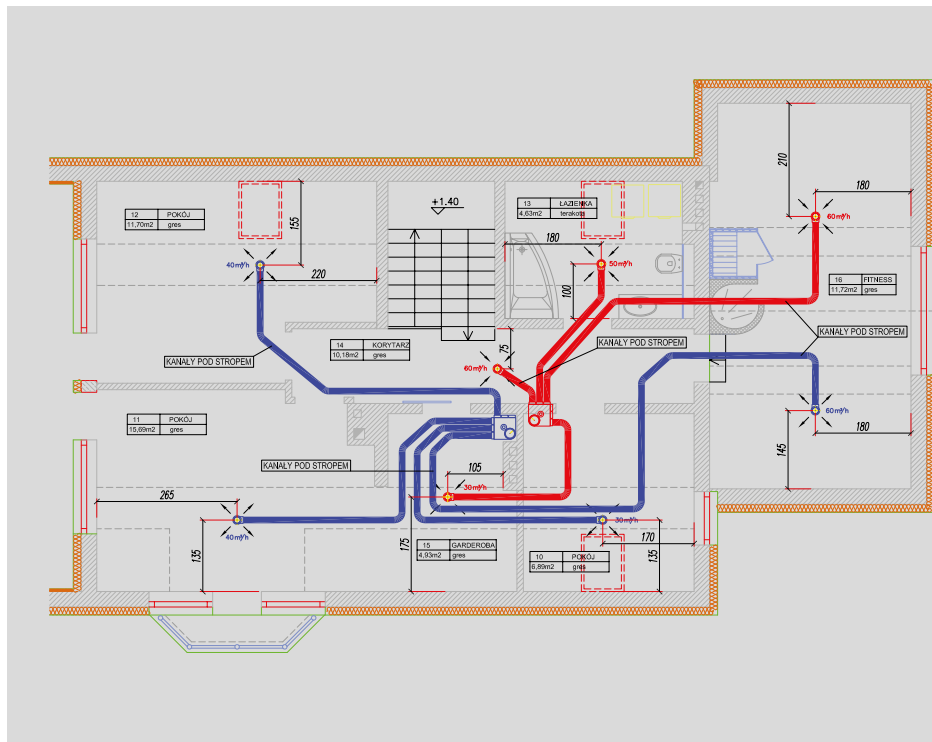 210
180
12 POKÓJ
11,70m2 gres
155
+1.40
13 ŁAZIENKA
4,63m2 terakota
60m³/h
180
40m³/h
220
50m³/h
100
16 FITNESS
11,72m2 gres
KANAŁY POD STROPEM
14 KORYTARZ
10,18m2 gres
75
KANAŁY POD STROPEM
KANAŁY POD STROPEM
60m³/h
11 POKÓJ
15,69m2 gres
60m³/h
180
145
KANAŁY POD STROPEM
105
265
30m³/h
40m³/h
30m³/h
135
175
15 GARDEROBA
4,93m2 gres
10 POKÓJ
6,89m2 gres
170
135